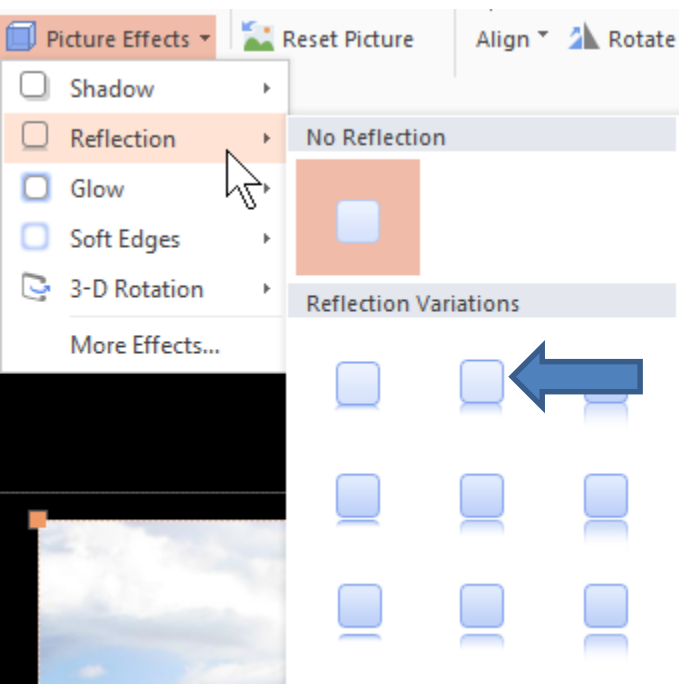 Picture Effects Reset Picture Align Rotate
Shadow
Reflection
Glow
Soft Edges
3-D Rotation
More Effects...
No Reflection
Reflection Variations